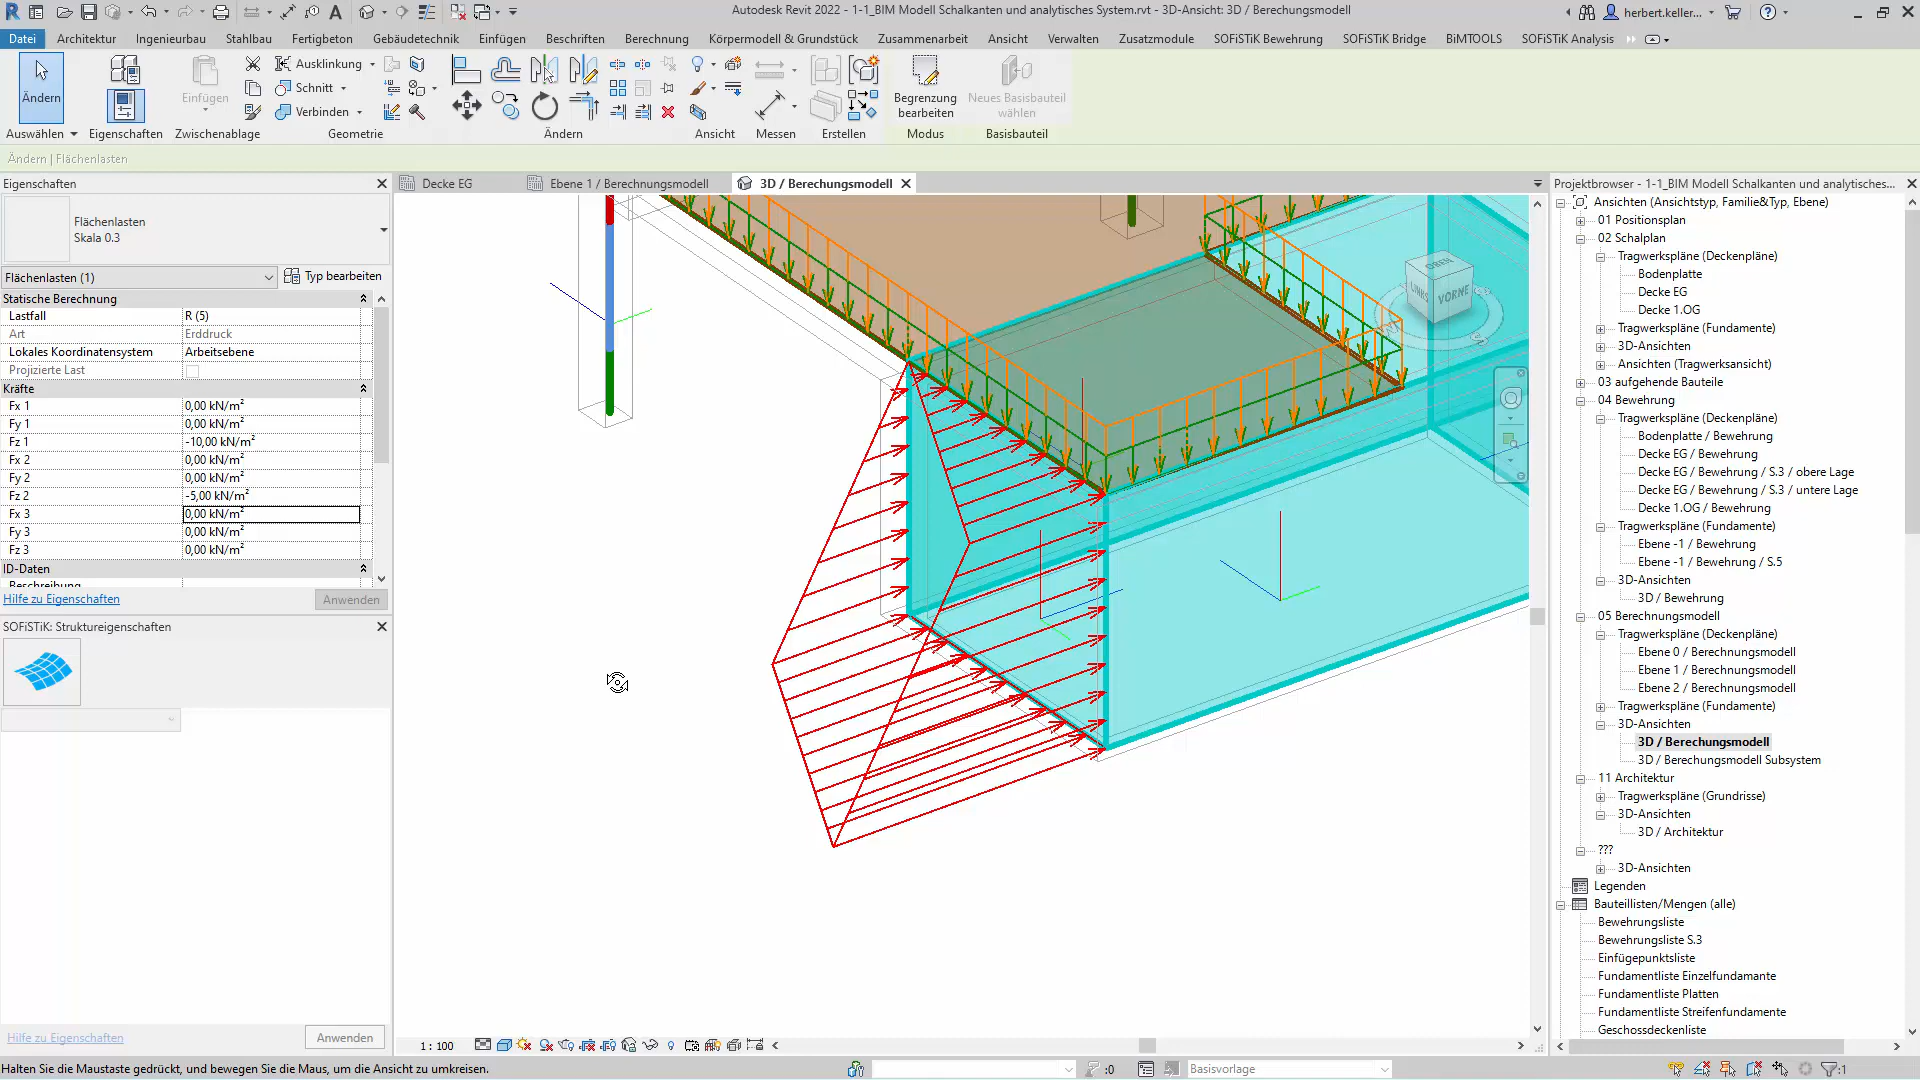 Autodesk Revit 2022 - 1-1_BIM Modell Schalkanten und analytisches System.rvt - 3D-Ansicht: 3D / Berechungsmodell
herbert.keller...
Datei Architektur Ingenieurbau Stahlbau Fertigbeton Gebäudetechnik Einfügen Beschriften Berechnung Körpermodell & Grundstück Zusammenarbeit Ansicht Verwalten Zusatzmodule SOFiSTiK Bewehrung SOFiSTiK Bridge BiMTOOLS SOFiSTiK Analysis
Ändern
Einfügen
Ausklinkung
Schnitt
Verbinden
Begrenzung bearbeiten
Neues Basisbauteil wählen
Auswählen Eigenschaften Zwischenablage Geometrie Ändern Ansicht Messen Erstellen Modus Basisbauteil
Ändern | Flächenlasten
Eigenschaften
Flächenlasten
Skala 0.3
Flächenlasten (1)
Typ bearbeiten
Statische Berechnung
Lastfall R (5)
Art Erddruck
Lokales Koordinatensystem Arbeitsebene
Projizierte Last
Kräfte
Fx 1 0,00 kN/m²
Fy 1 0,00 kN/m²
Fz 1 -10,00 kN/m²
Fx 2 0,00 kN/m²
Fy 2 0,00 kN/m²
Fz 2 -5,00 kN/m²
Fx 3 0,00 kN/m²
Fy 3 0,00 kN/m²
Fz 3 0,00 kN/m²
ID-Daten
Beschreibung
Hilfe zu Eigenschaften Anwenden
SOFiSTiK: Struktureigenschaften
Hilfe zu Eigenschaften Anwenden
Decke EG
Ebene 1 / Berechnungsmodell
3D / Berechungsmodell
OBEN
LINKS
VORNE
1 : 100
Projektbrowser - 1-1_BIM Modell Schalkanten und analytisches...
Ansichten (Ansichtstyp, Familie&Typ, Ebene)
01 Positionsplan
02 Schalplan
Tragwerkspläne (Deckenpläne)
Bodenplatte
Decke EG
Decke 1.OG
Tragwerkspläne (Fundamente)
3D-Ansichten
Ansichten (Tragwerksansicht)
03 aufgehende Bauteile
04 Bewehrung
Tragwerkspläne (Deckenpläne)
Bodenplatte / Bewehrung
Decke EG / Bewehrung
Decke EG / Bewehrung / S.3 / obere Lage
Decke EG / Bewehrung / S.3 / untere Lage
Decke 1.OG / Bewehrung
Tragwerkspläne (Fundamente)
Ebene -1 / Bewehrung
Ebene -1 / Bewehrung / S.5
3D-Ansichten
3D / Bewehrung
05 Berechnungsmodell
Tragwerkspläne (Deckenpläne)
Ebene 0 / Berechnungsmodell
Ebene 1 / Berechnungsmodell
Ebene 2 / Berechnungsmodell
Tragwerkspläne (Fundamente)
3D-Ansichten
3D / Berechungsmodell
3D / Berechungsmodell Subsystem
11 Architektur
Tragwerkspläne (Grundrisse)
3D-Ansichten
3D / Architektur
???
3D-Ansichten
Legenden
Bauteillisten/Mengen (alle)
Bewehrungsliste
Bewehrungsliste S.3
Einfügepunktsliste
Fundamentliste Einzelfundamante
Fundamentliste Platten
Fundamentliste Streifenfundamente
Geschossdeckenliste
Halten Sie die Maustaste gedrückt, und bewegen Sie die Maus, um die Ansicht zu umkreisen.
:0
Basisvorlage
:1